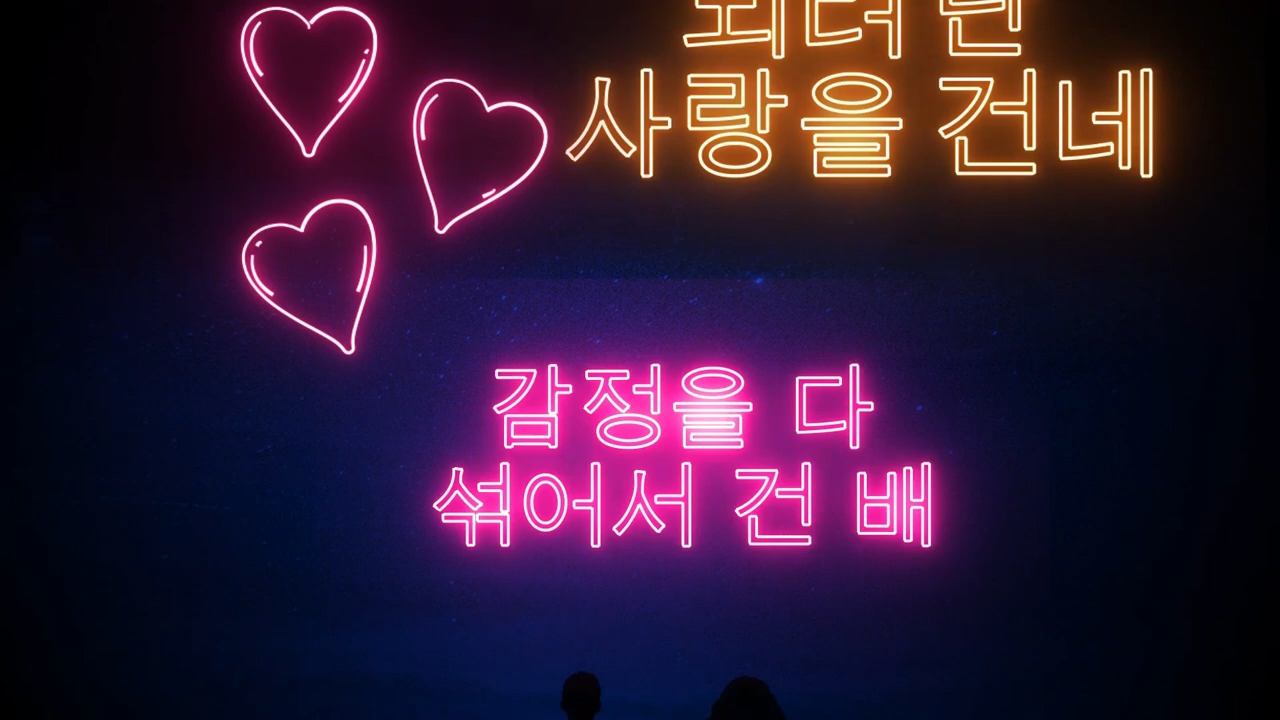 사랑을 건네
감정을 다
섞어서 건 배